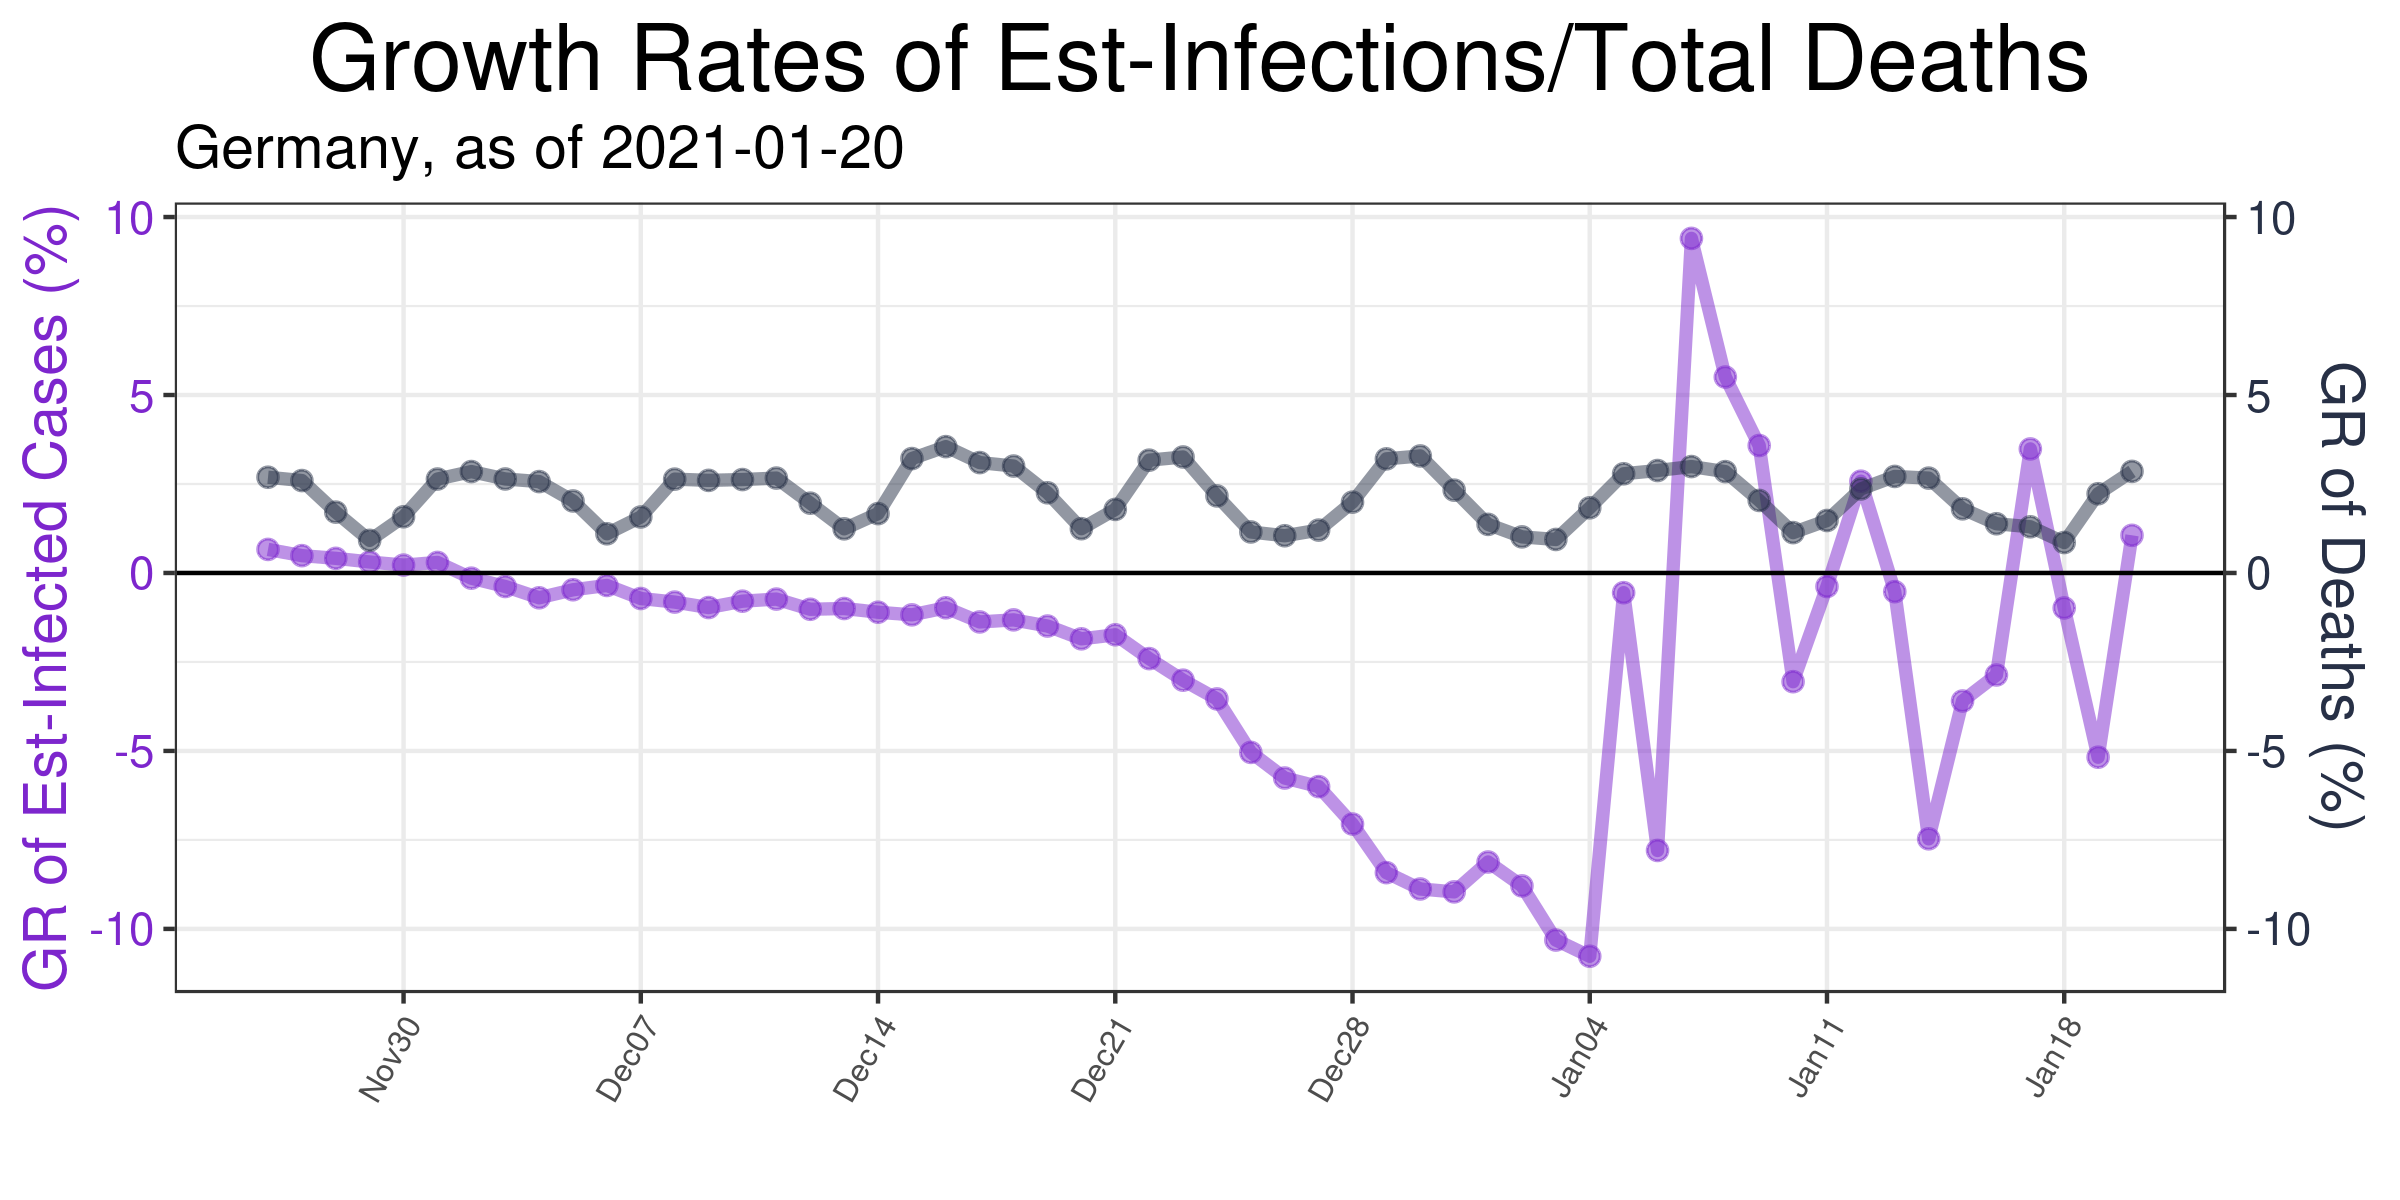 Growth Rates of Est-Infections/Total Deaths
Germany, as of 2021-01-20
GR of Est-Infected Cases (%)
10
5
0
-5
-10
10
5
0
-5
-10
GR of Deaths (%)
Nov30
Dec07
Dec14
Dec21
Dec28
Jan04
Jan11
Jan18